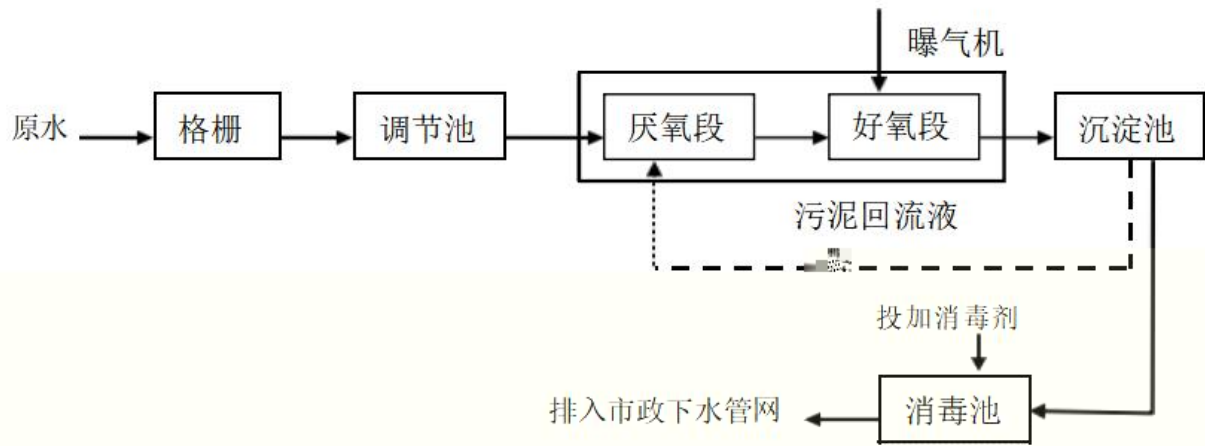 曝气机
原水
格栅
调节池
厌氧段
好氧段
沉淀池
污泥回流液
投加消毒剂
排入市政下水管网
消毒池